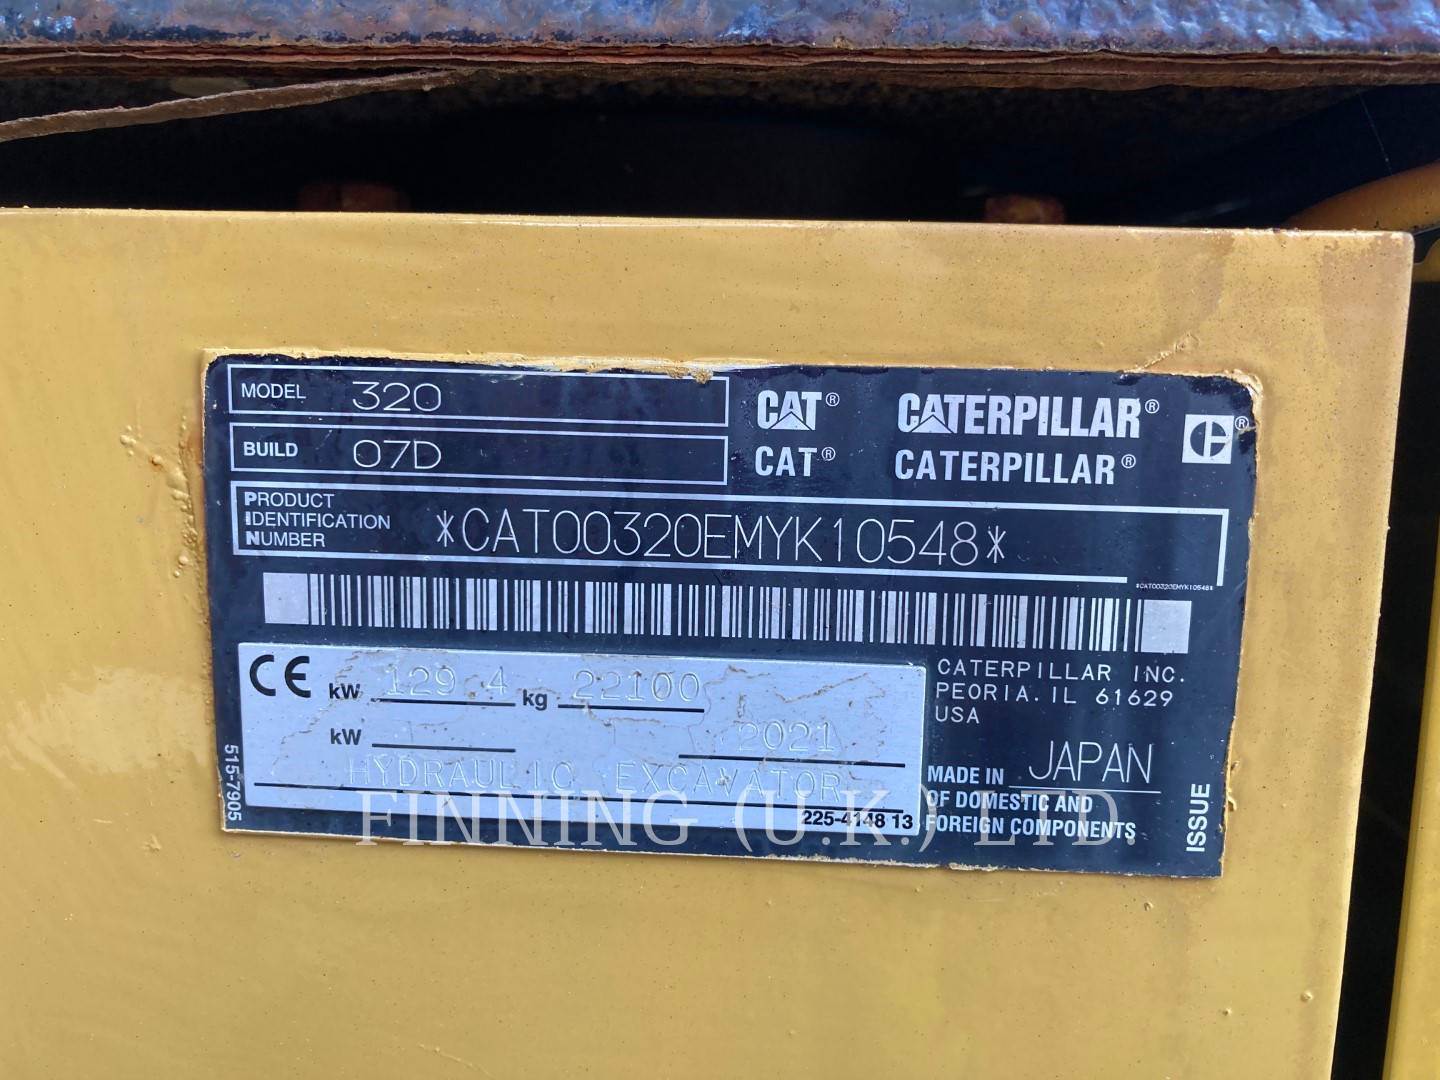 MODEL 320
BUILD 07D
CAT® CATERPILLAR®
CAT® CATERPILLAR®
®
PRODUCT IDENTIFICATION NUMBER *CAT00320EMYK10548*
*CAT00320EMYK10548*
CE kW 129.4 kg 22100
kW 2021
HYDRAULIC EXCAVATOR
225-4148 13
515-7905
CATERPILLAR INC.
PEORIA. IL 61629
USA
MADE IN JAPAN
OF DOMESTIC AND
FOREIGN COMPONENTS
ISSUE
FINNING (U.K.) LTD.